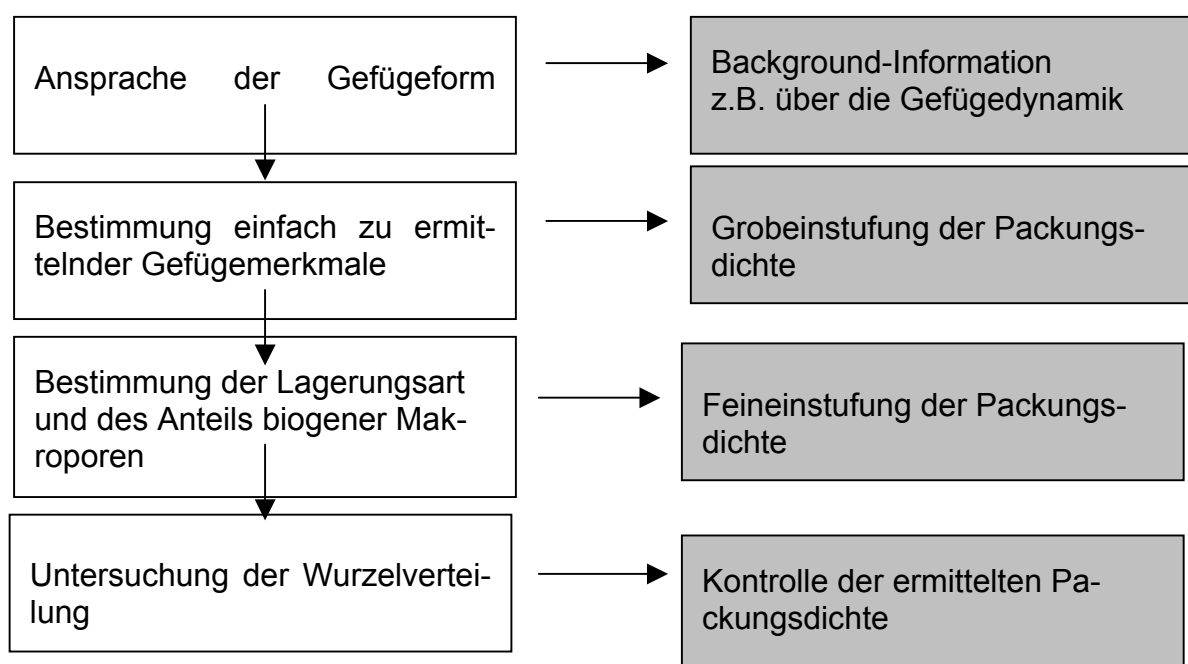 Ansprache der Gefügeform
Background-Information
z.B. über die Gefügedynamik
Bestimmung einfach zu ermit-
telnder Gefügemerkmale
Grobeinstufung der Packungs-
dichte
Bestimmung der Lagerungsart
und des Anteils biogener Mak-
roporen
Feineinstufung der Packungs-
dichte
Untersuchung der Wurzelvertei-
lung
Kontrolle der ermittelten Pa-
ckungsdichte